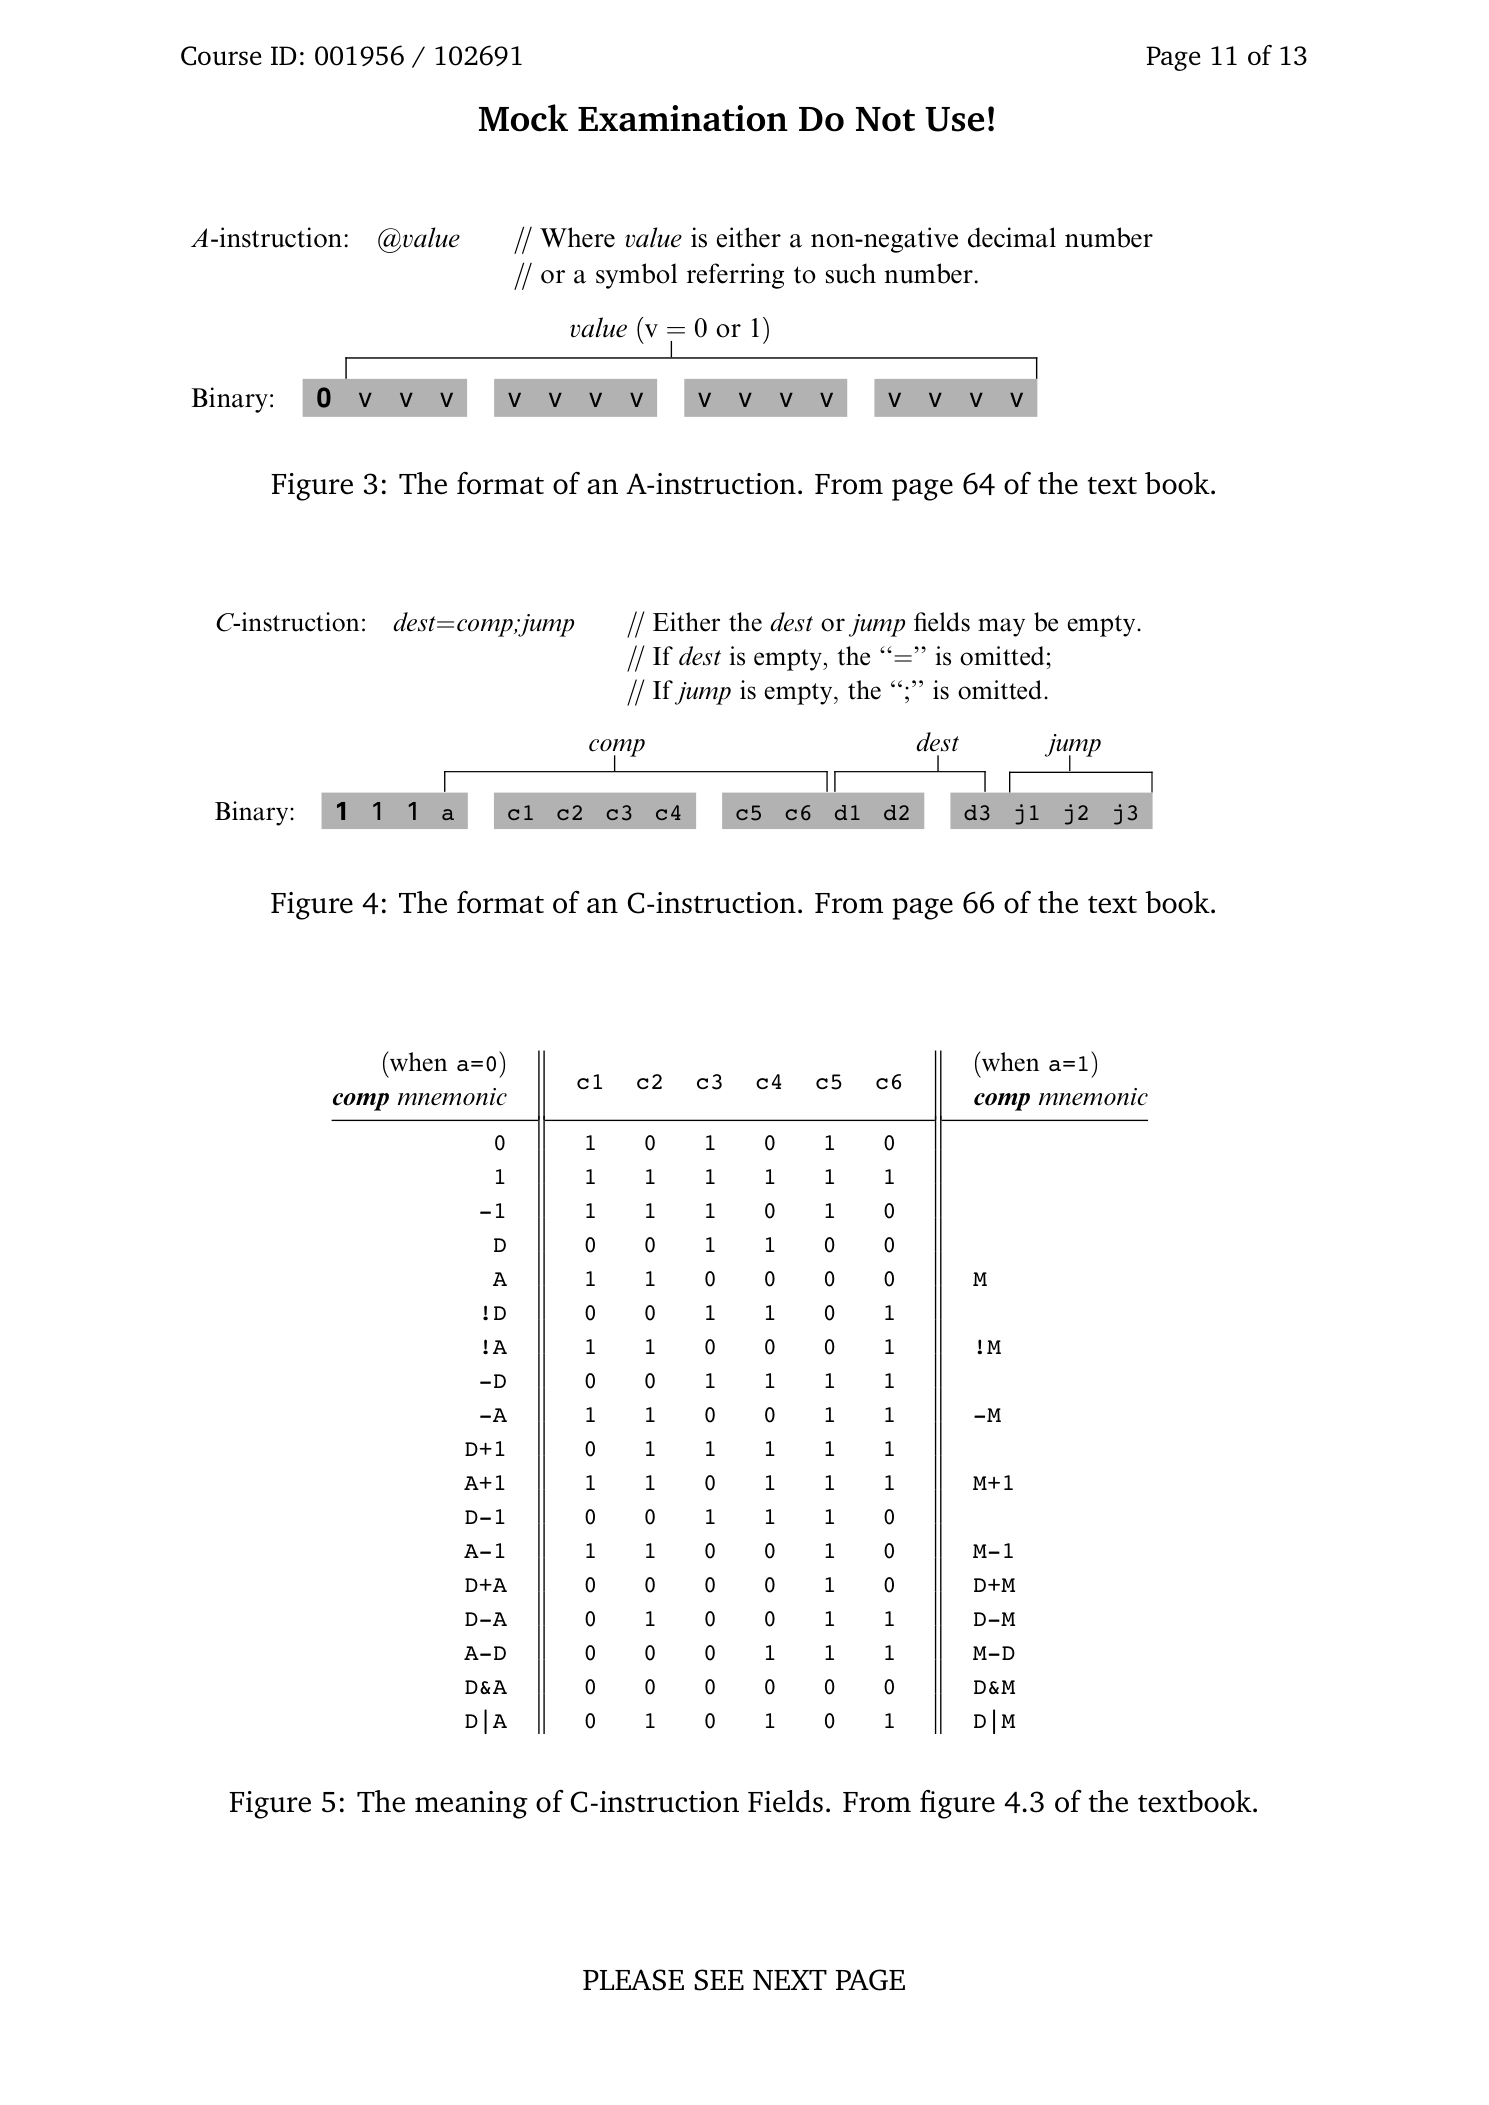 Course ID: 001956 / 102691 Page 11 of 13
Mock Examination Do Not Use!
A-instruction: @value // Where value is either a non-negative decimal number
// or a symbol referring to such number.
value (v = 0 or 1)
Binary: 0 v v v v v v v v v v v v v v v
Figure 3: The format of an A-instruction. From page 64 of the text book.
C-instruction: dest=comp;jump // Either the dest or jump fields may be empty.
// If dest is empty, the “=” is omitted;
// If jump is empty, the “;” is omitted.
comp dest jump
Binary: 1 1 1 a c1 c2 c3 c4 c5 c6 d1 d2 d3 j1 j2 j3
Figure 4: The format of an C-instruction. From page 66 of the text book.
(when a=0) (when a=1)
c1 c2 c3 c4 c5 c6
comp mnemonic comp mnemonic
0 1 0 1 0 1 0
1 1 1 1 1 1 1
−1 1 1 1 0 1 0
D 0 0 1 1 0 0
A 1 1 0 0 0 0 M
!D 0 0 1 1 0 1
!A 1 1 0 0 0 1 !M
−D 0 0 1 1 1 1
−A 1 1 0 0 1 1 −M
D+1 0 1 1 1 1 1
A+1 1 1 0 1 1 1 M+1
D−1 0 0 1 1 1 0
A−1 1 1 0 0 1 0 M−1
D+A 0 0 0 0 1 0 D+M
D−A 0 1 0 0 1 1 D−M
A−D 0 0 0 1 1 1 M−D
D&A 0 0 0 0 0 0 D&M
D|A 0 1 0 1 0 1 D|M
Figure 5: The meaning of C-instruction Fields. From figure 4.3 of the textbook.
PLEASE SEE NEXT PAGE